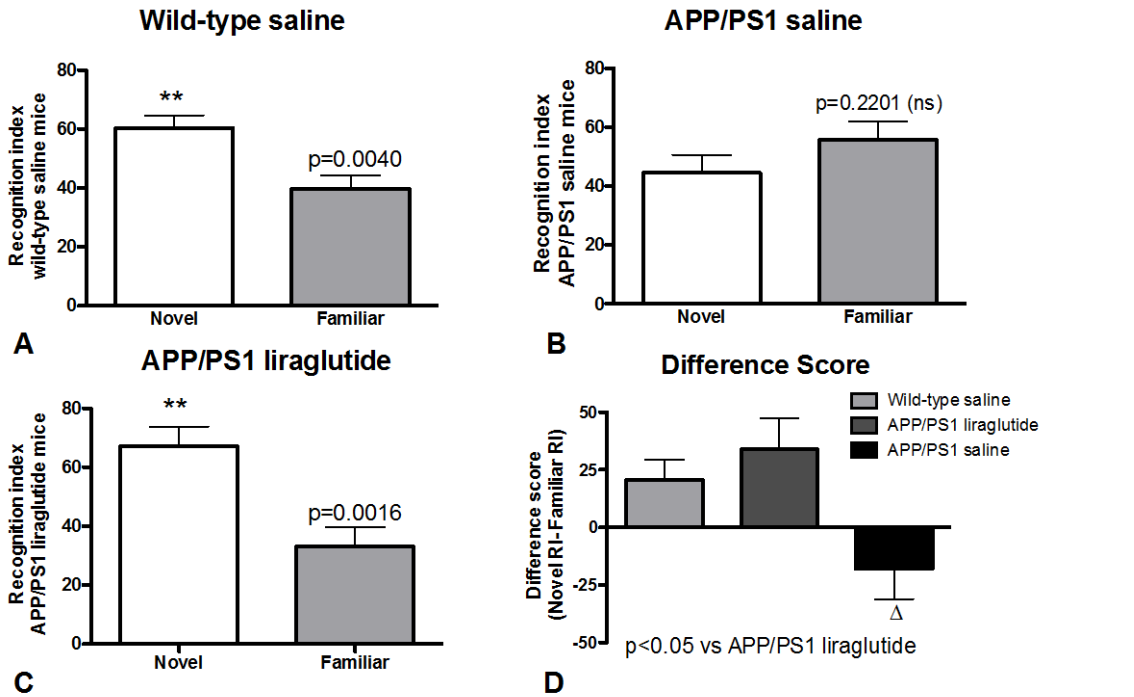 Wild-type saline
Recognition index
wild-type saline mice
80
60
40
20
0
**
p=0.0040
Novel
Familiar
A
APP/PS1 saline
Recognition index
APP/PS1 saline mice
80
60
40
20
0
p=0.2201 (ns)
Novel
Familiar
B
APP/PS1 liraglutide
Recognition index
APP/PS1 liraglutide mice
80
60
40
20
0
**
p=0.0016
Novel
Familiar
C
Difference Score
Wild-type saline
APP/PS1 liraglutide
APP/PS1 saline
Difference score
(Novel RI- Familiar RI)
50
25
0
-25
-50
Δ
p<0.05 vs APP/PS1 liraglutide
D